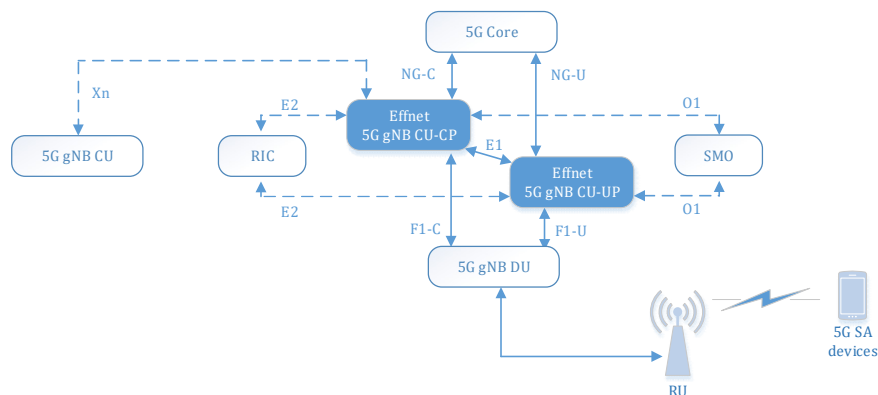 5G Core
NG-C
NG-U
Xn
E2
O1
Effnet
5G gNB CU-CP
5G gNB CU
RIC
E1
SMO
Effnet
5G gNB CU-UP
E2
O1
F1-C
F1-U
5G gNB DU
5G SA
devices
RU